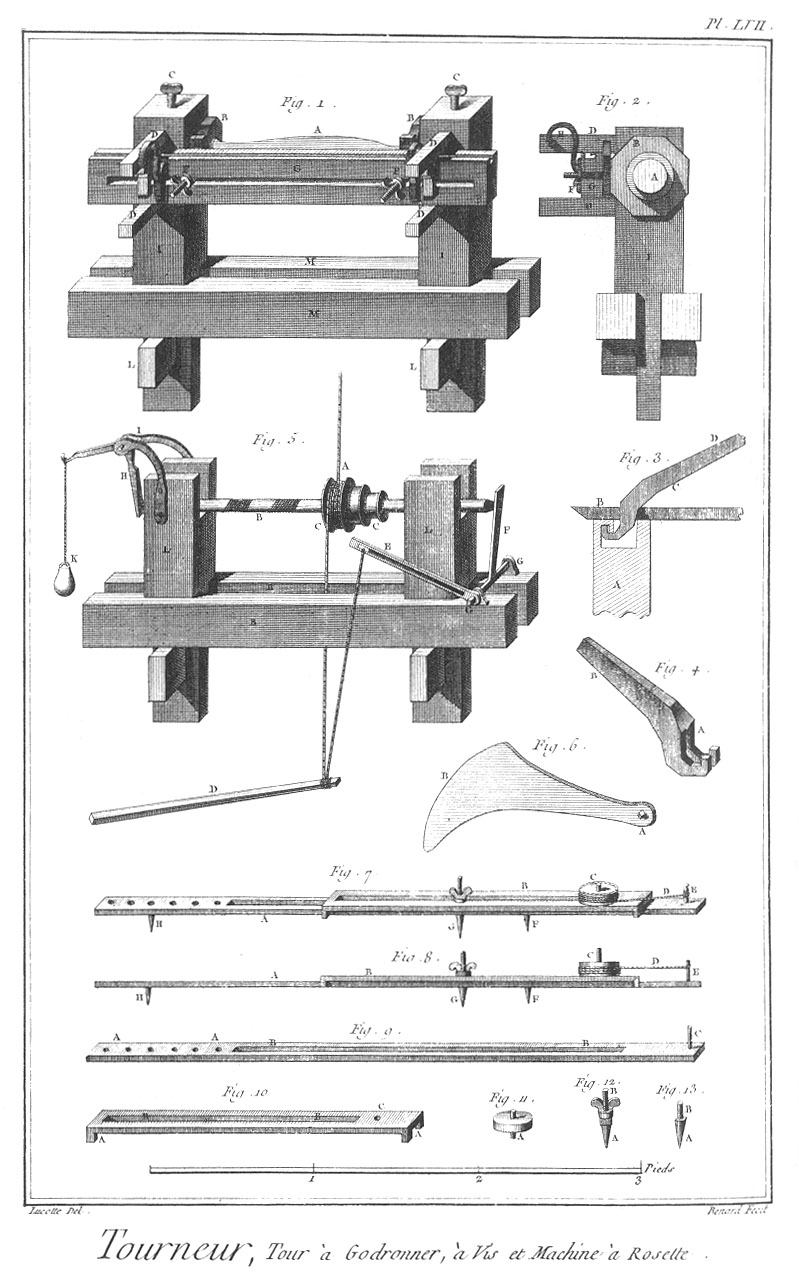 Pl. LVII.
Fig. 1.
Fig. 2.
C
C
B
A
B
D
D
G
D
D
I
I
M
M
L
L
H
D
B
A
F
G
I
Fig. 5.
Fig. 3.
I
H
A
K
B
C
C
L
L
E
F
G
B
B
D
D
C
B
A
Fig. 4.
B
A
Fig. 6.
B
A
Fig. 7.
H
A
B
G
F
C
D
E
Fig. 8.
H
A
B
G
F
C
D
E
Fig. 9.
A
A
B
B
C
Fig. 10
B
B
C
A
A
Fig. 11.
A
Fig. 12.
B
A
Fig. 13.
B
A
1
2
3
Pieds
Lucotte Del.
Benard Fecit
Tourneur, Tour à Godronner, à Vis et Machine à Rosette.